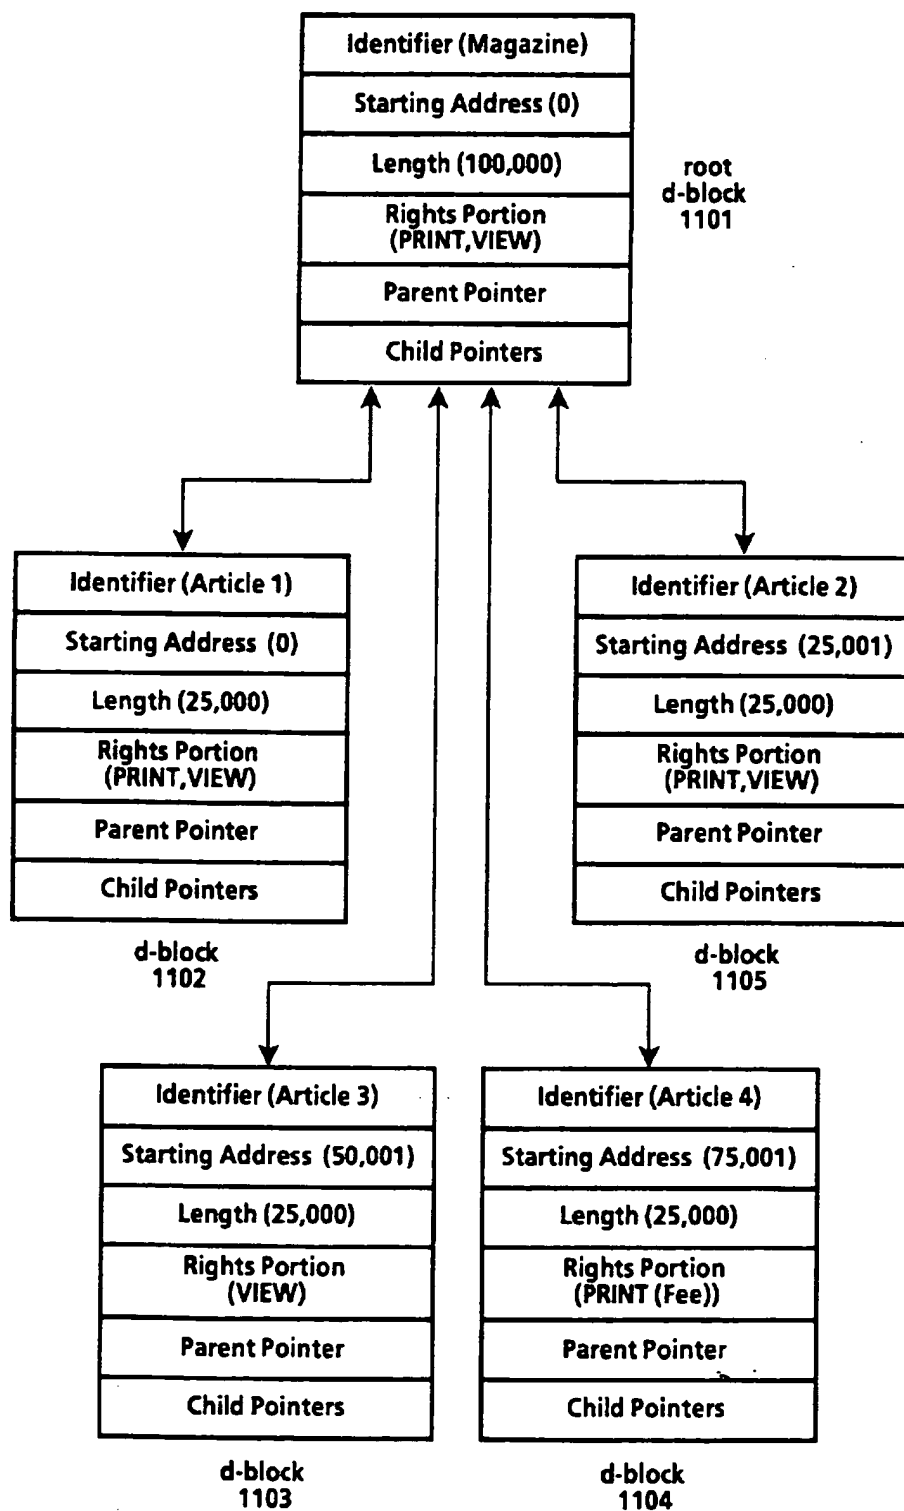 Identifier (Magazine)
Starting Address (0)
Length (100,000)
Rights Portion
(PRINT,VIEW)
Parent Pointer
Child Pointers
root
d-block
1101
Identifier (Article 1)
Starting Address (0)
Length (25,000)
Rights Portion
(PRINT,VIEW)
Parent Pointer
Child Pointers
d-block
1102
Identifier (Article 2)
Starting Address (25,001)
Length (25,000)
Rights Portion
(PRINT,VIEW)
Parent Pointer
Child Pointers
d-block
1105
Identifier (Article 3)
Starting Address (50,001)
Length (25,000)
Rights Portion
(VIEW)
Parent Pointer
Child Pointers
d-block
1103
Identifier (Article 4)
Starting Address (75,001)
Length (25,000)
Rights Portion
(PRINT (Fee))
Parent Pointer
Child Pointers
d-block
1104